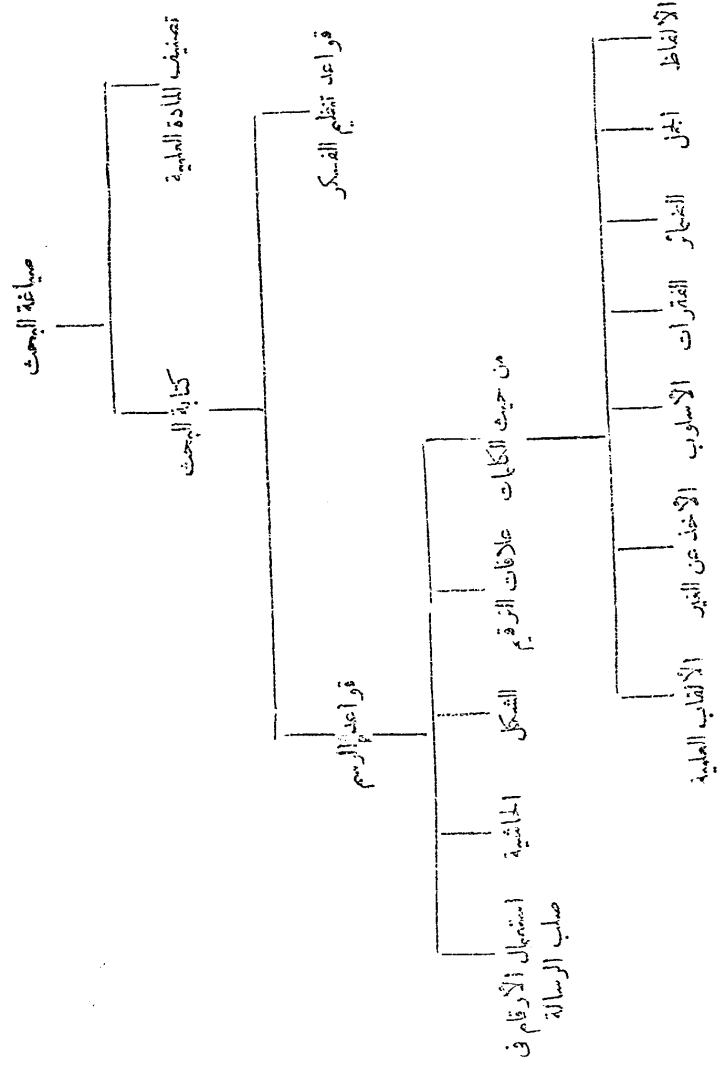 صياغة البحث
تصنيف المادة العلمية
كتابة البحث
قواعد تنظيم الفكر
قواعد الرسم
من حيث الكلمات
علامات الترقيم
الشكل
الحاشية
استعمال الأرقام فى
صلب الرسالة
الألفاظ
الجمل
الضمائر
الفقرات
الأسلوب
الأخذ عن الغير
الألقاب العلمية